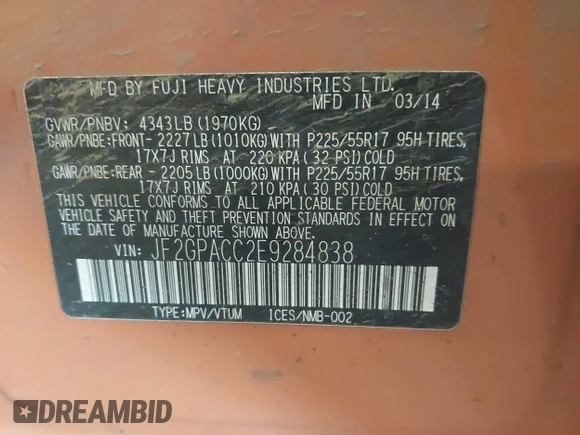 MFD BY FUJI HEAVY INDUSTRIES LTD.
MFD IN 03/14
GVWR/PNBV: 4343LB(1970KG)
GAWR/PNBE:FRONT- 2227LB(1010KG)WITH P225/55R17 95H TIRES,
17X7J RIMS AT 220 KPA(32 PSI)COLD
GAWR/PNBE:REAR - 2205LB(1000KG)WITH P225/55R17 95H TIRES,
17X7J RIMS AT 210 KPA(30 PSI)COLD
THIS VEHICLE CONFORMS TO ALL APPLICABLE FEDERAL MOTOR
VEHICLE SAFETY AND THEFT PREVENTION STANDARDS IN EFFECT ON
THE DATE OF MANUFACTURE SHOWN ABOVE.
VIN: JF2GPACC2E9284838
TYPE:MPV/VTUM ICES/NMB-002
DREAMBID